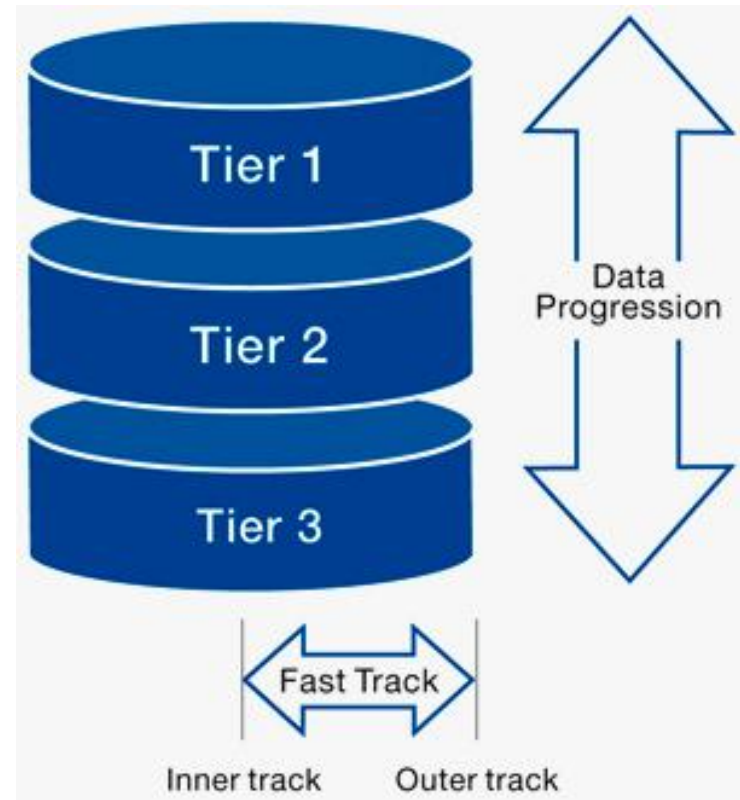 Tier 1
Data
Progression
Tier 2
Tier 3
Fast Track
Inner track
Outer track